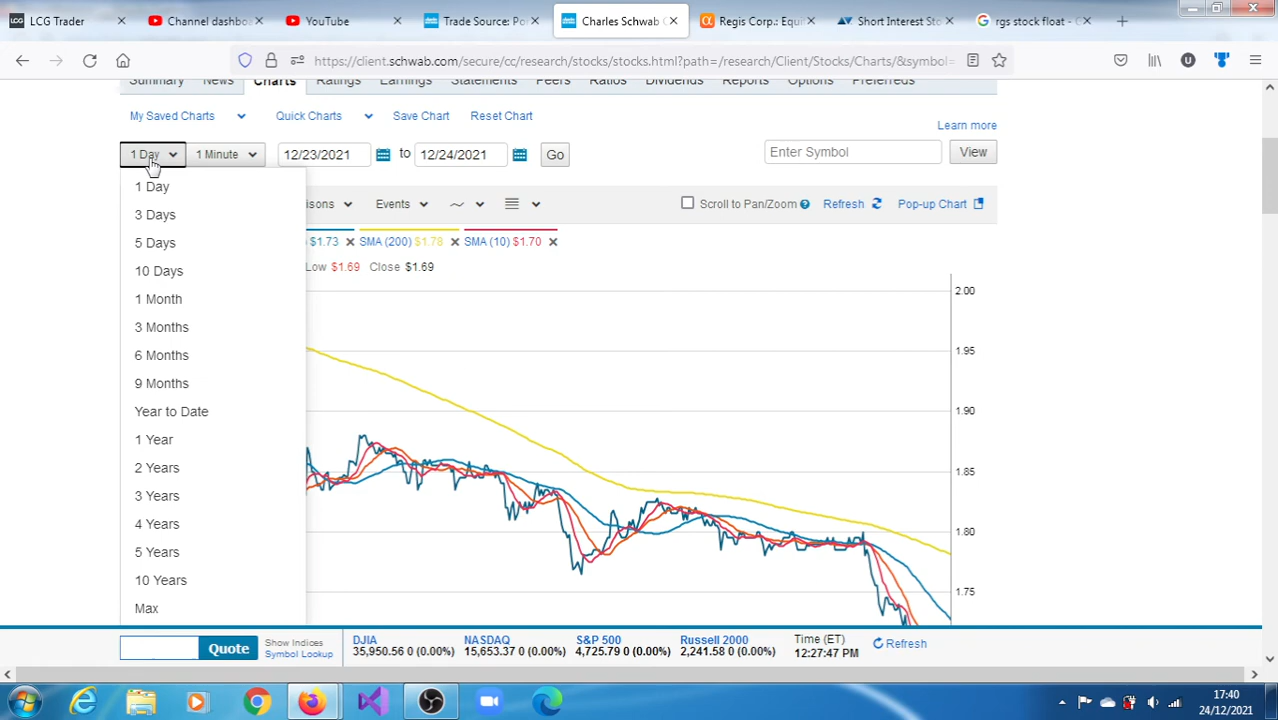 LCG Trader
Channel dashboa
YouTube
Trade Source: Po
Charles Schwab C
Regis Corp.: Equi
Short Interest Sto
rgs stock float - G
https://client.schwab.com/secure/cc/research/stocks/stocks.html?path=/research/Client/Stocks/Charts/&symbol=
Summary News Charts Ratings Earnings Statements Peers Ratios Dividends Reports Options Preferreds
My Saved Charts Quick Charts Save Chart Reset Chart
Learn more
1 Day 1 Minute 12/23/2021 to 12/24/2021 Go Enter Symbol View
1 Day
3 Days
5 Days
10 Days
1 Month
3 Months
6 Months
9 Months
Year to Date
1 Year
2 Years
3 Years
4 Years
5 Years
10 Years
Max
isons Events Scroll to Pan/Zoom Refresh Pop-up Chart
$1.73 SMA (200) $1.78 SMA (10) $1.70
Low $1.69 Close $1.69
2.00
1.95
1.90
1.85
1.80
1.75
Quote
Show Indices
Symbol Lookup
DJIA
35,950.56 0 (0.00%)
NASDAQ
15,653.37 0 (0.00%)
S&P 500
4,725.79 0 (0.00%)
Russell 2000
2,241.58 0 (0.00%)
Time (ET)
12:27:47 PM
Refresh
17:40
24/12/2021